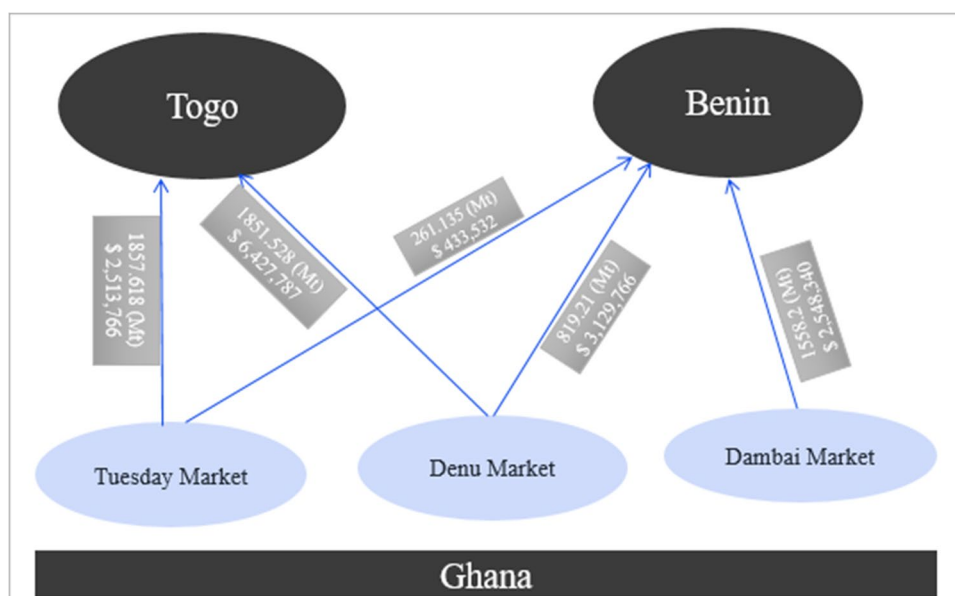 Togo
Benin
1857.618 (Mt)
$ 2,513,766
1851.528 (Mt)
$ 6,427,787
261.135 (Mt)
$ 433,532
819.21 (Mt)
$ 3,129,766
1558.2 (Mt)
$ 2,548,340
Tuesday Market
Denu Market
Dambai Market
Ghana